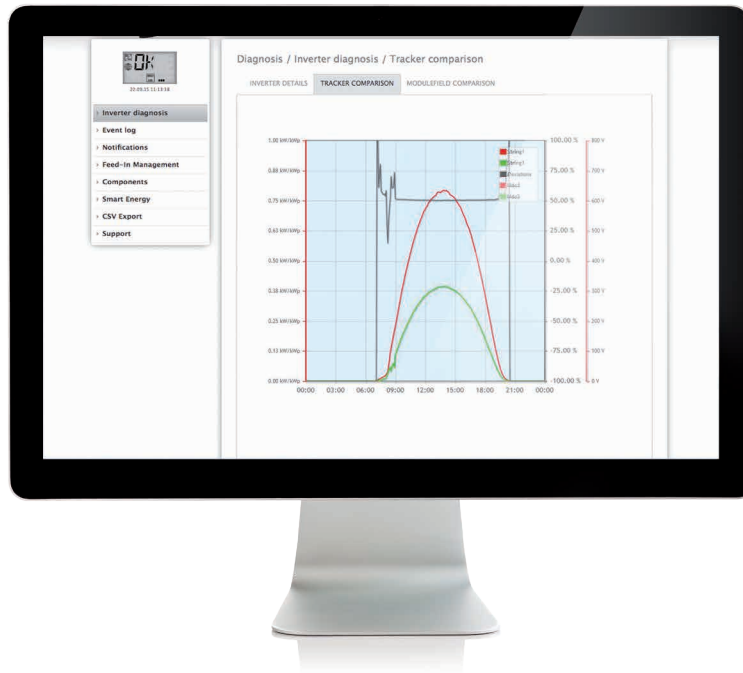 OK
22.09.15 11:13:16
› Inverter diagnosis
› Event log
› Notifications
› Feed-In Management
› Components
› Smart Energy
› CSV Export
› Support
Diagnosis / Inverter diagnosis / Tracker comparison
INVERTER DETAILS TRACKER COMPARISON MODULEFIELD COMPARISON
1.00 kW/kWp 100.00 % 800 V
0.88 kW/kWp 75.00 % 700 V
0.75 kW/kWp 50.00 % 600 V
0.63 kW/kWp 25.00 % 500 V
0.50 kW/kWp 0.00 % 400 V
0.38 kW/kWp -25.00 % 300 V
0.25 kW/kWp -50.00 % 200 V
0.13 kW/kWp -75.00 % 100 V
0.00 kW/kWp -100.00 % 0 V
String1
String1
00:00 03:00 06:00 09:00 12:00 15:00 18:00 21:00 00:00